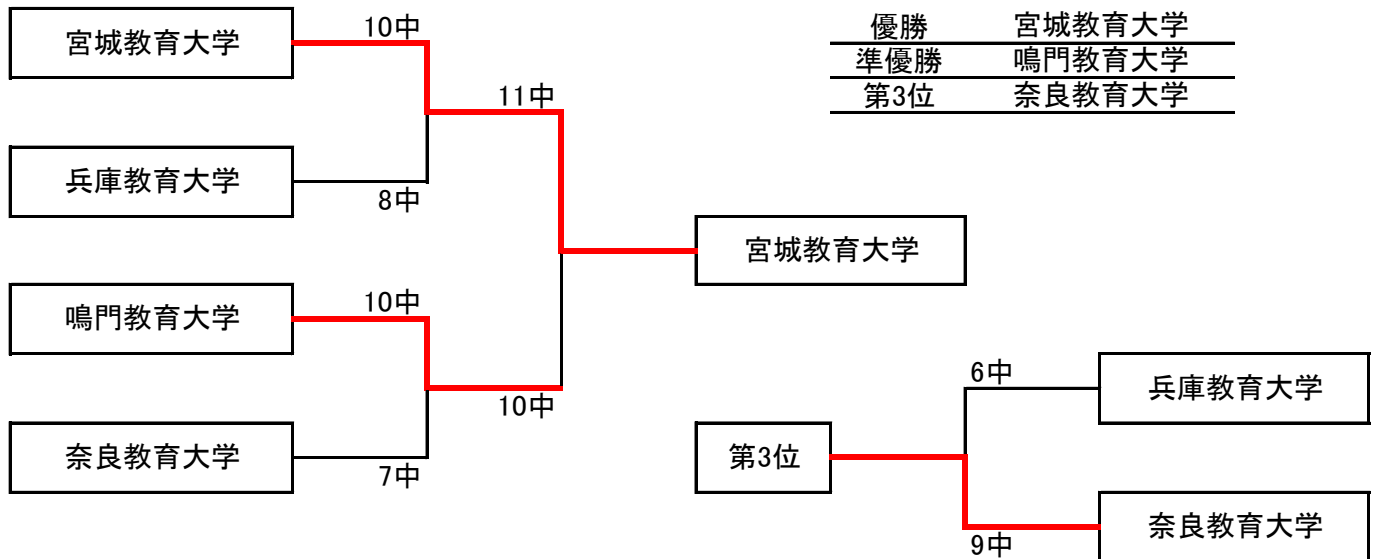 宮城教育大学
10中
優勝 宮城教育大学
準優勝 鳴門教育大学
第3位 奈良教育大学
11中
兵庫教育大学
8中
宮城教育大学
鳴門教育大学
10中
10中
奈良教育大学
7中
6中
兵庫教育大学
第3位
奈良教育大学
9中